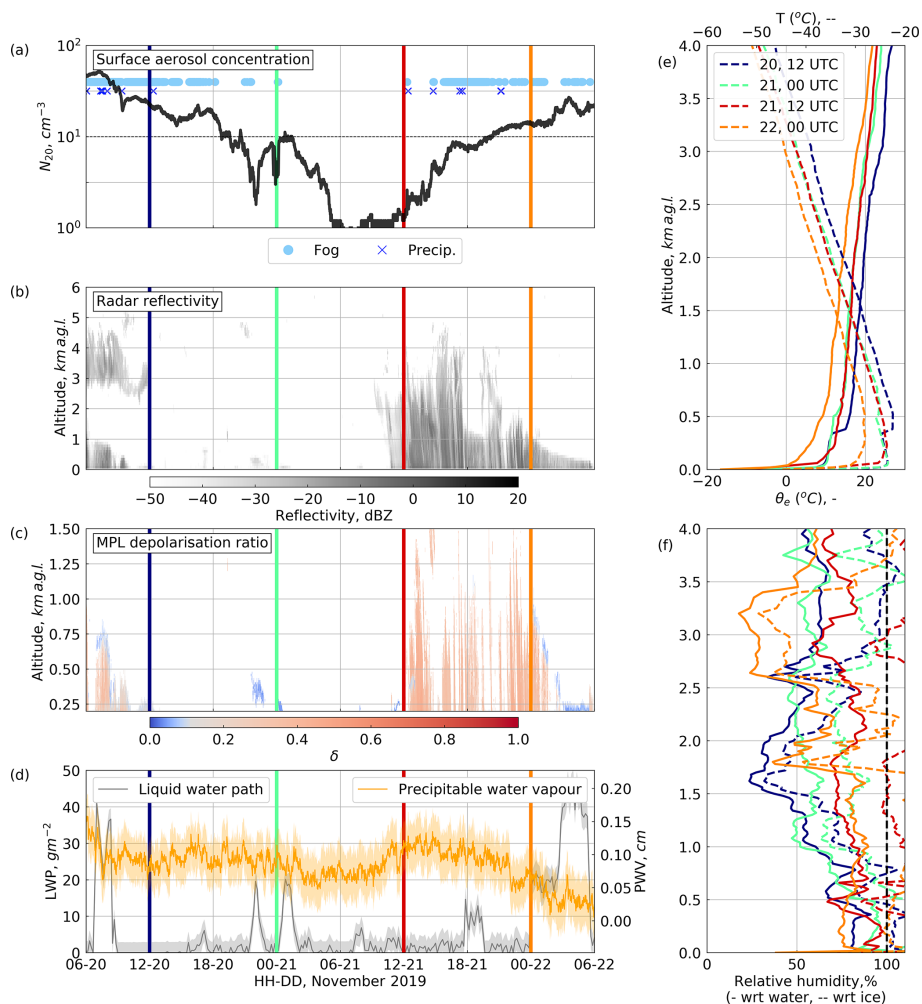 (a)
Surface aerosol concentration
10²
10¹
10⁰
N₂₀, cm⁻³
Fog
Precip.
(b)
Radar reflectivity
6
5
4
3
2
1
0
Altitude, km a.g.l.
−50 −40 −30 −20 −10 0 10 20
Reflectivity, dBZ
(c)
MPL depolarisation ratio
1.50
1.25
1.00
0.75
0.50
0.25
Altitude, km a.g.l.
0.0 0.2 0.4 0.6 0.8 1.0
δ
(d)
Liquid water path
Precipitable water vapour
50
40
30
20
10
0
LWP, gm⁻²
0.20
0.15
0.10
0.05
0.00
PWV, cm
06-20 12-20 18-20 00-21 06-21 12-21 18-21 00-22 06-22
HH-DD, November 2019
T (°C), --
−60 −50 −40 −30 −20
(e)
20, 12 UTC
21, 00 UTC
21, 12 UTC
22, 00 UTC
4.0
3.5
3.0
2.5
2.0
1.5
1.0
0.5
0.0
Altitude, km a.g.l.
−20 −10 0 10 20 30
θₑ (°C), -
(f)
4.0
3.5
3.0
2.5
2.0
1.5
1.0
0.5
0.0
0 50 100
Relative humidity,%
(- wrt water, -- wrt ice)